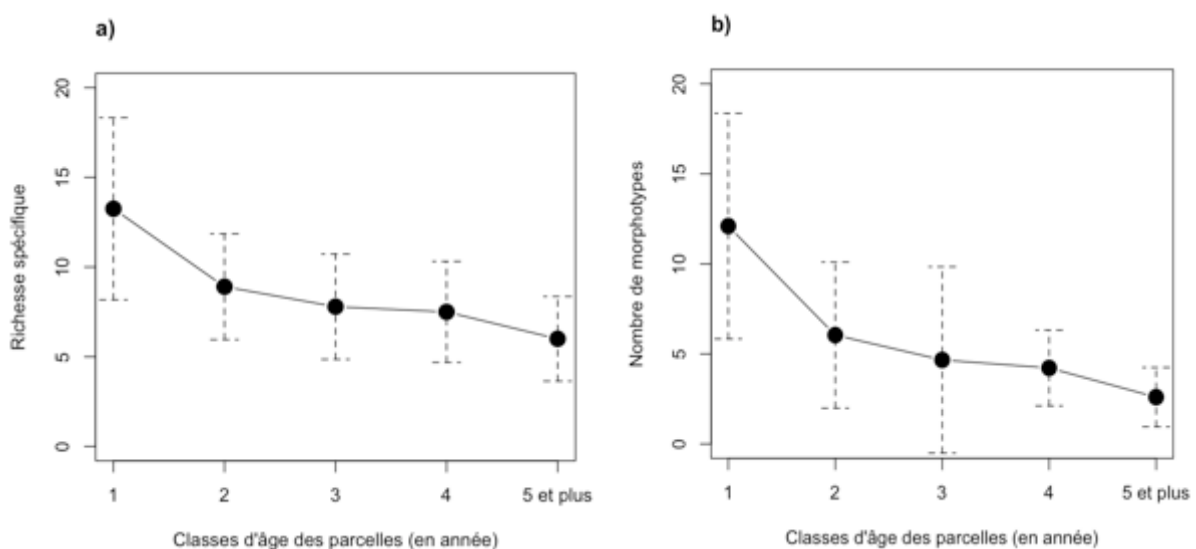 a)
20
15
10
5
0
Richesse spécifique
1 2 3 4 5 et plus
Classes d'âge des parcelles (en année)
b)
20
15
10
5
0
Nombre de morphotypes
1 2 3 4 5 et plus
Classes d'âge des parcelles (en année)